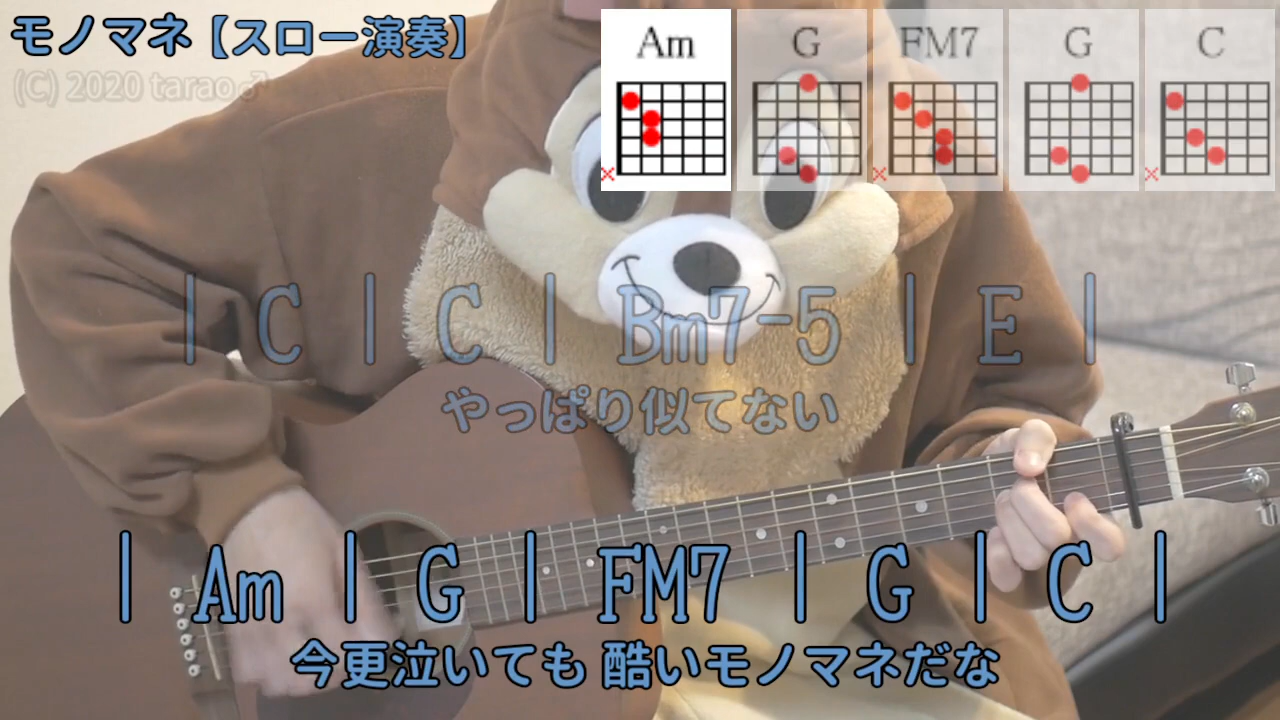 モノマネ【スロー演奏】
(C) 2020 tarao♂
Am G FM7 G C
× × ×
| C | C | Bm7-5 | E |
やっぱり似てない
| Am | G | FM7 | G | C |
今更泣いても 酷いモノマネだな